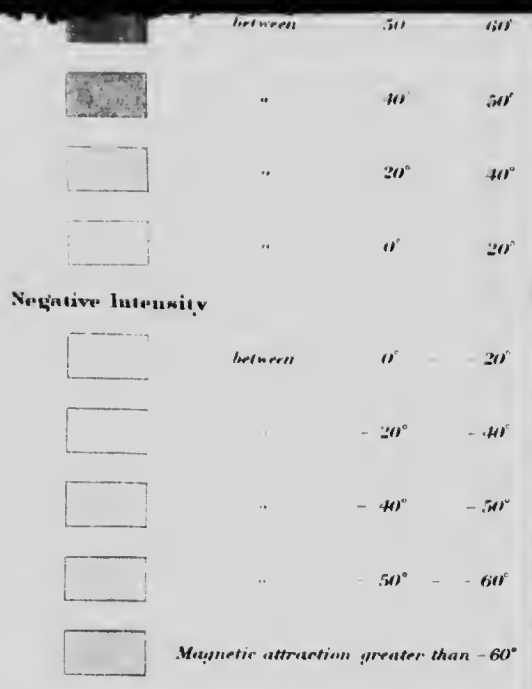 between 50 60°
" 40° 50°
" 20° 40°
" 0° 20°
Negative Intensity
between 0° - 20°
" - 20° - 40°
" - 40° - 50°
" - 50° - - 60°
Magnetic attraction greater than -60°